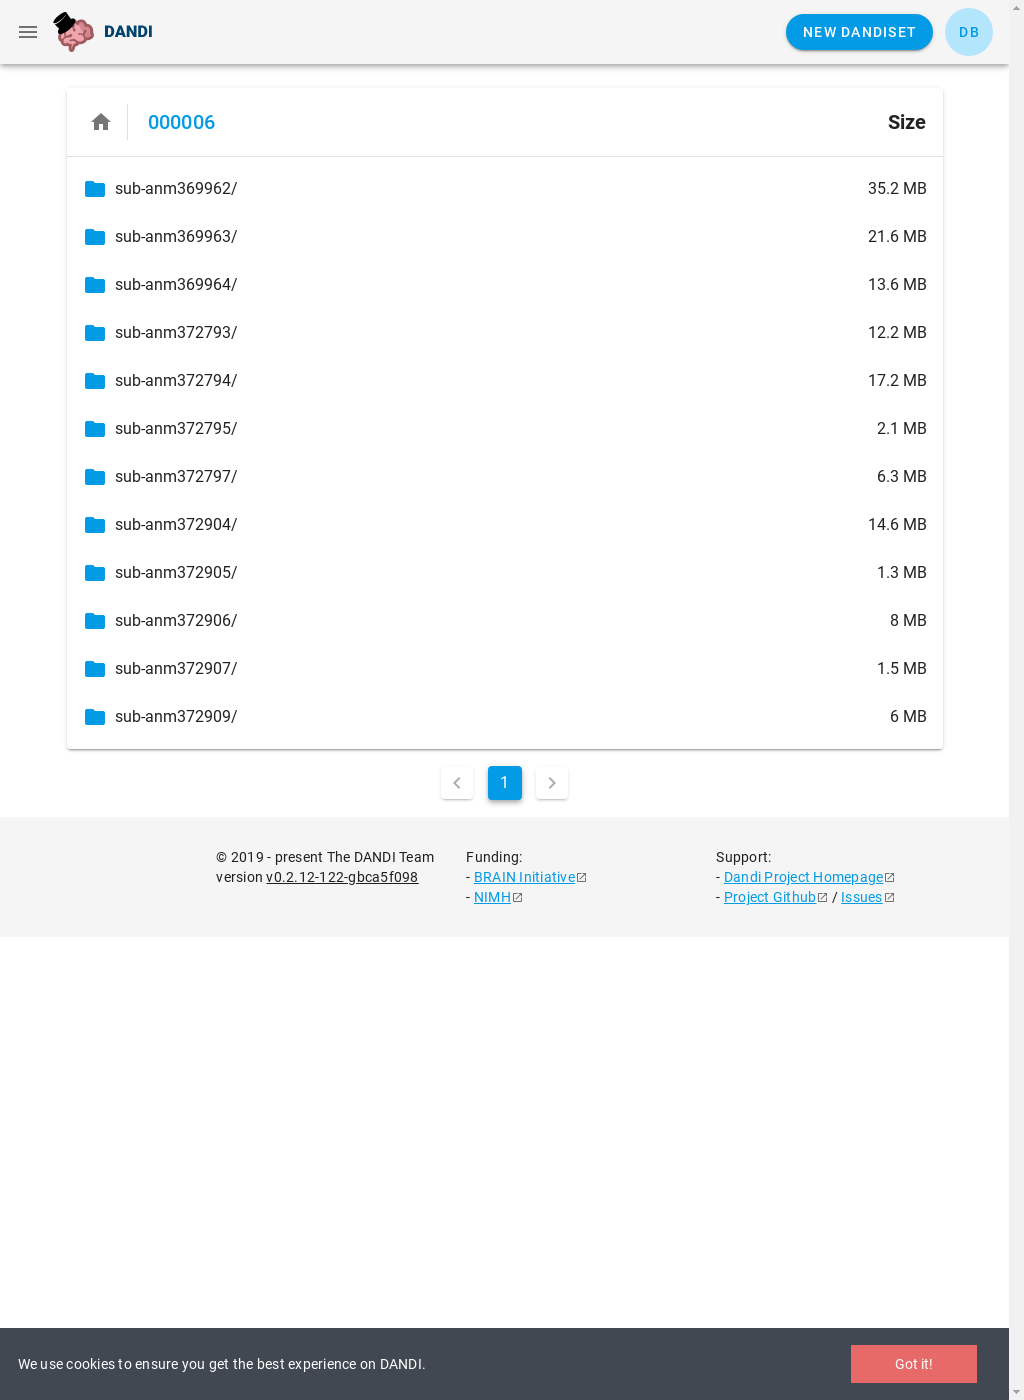 DANDI
NEW DANDISET
DB
000006
Size
sub-anm369962/ 35.2 MB
sub-anm369963/ 21.6 MB
sub-anm369964/ 13.6 MB
sub-anm372793/ 12.2 MB
sub-anm372794/ 17.2 MB
sub-anm372795/ 2.1 MB
sub-anm372797/ 6.3 MB
sub-anm372904/ 14.6 MB
sub-anm372905/ 1.3 MB
sub-anm372906/ 8 MB
sub-anm372907/ 1.5 MB
sub-anm372909/ 6 MB
1
© 2019 - present The DANDI Team
version v0.2.12-122-gbca5f098
Funding:
- BRAIN Initiative
- NIMH
Support:
- Dandi Project Homepage
- Project Github / Issues
We use cookies to ensure you get the best experience on DANDI.
Got it!